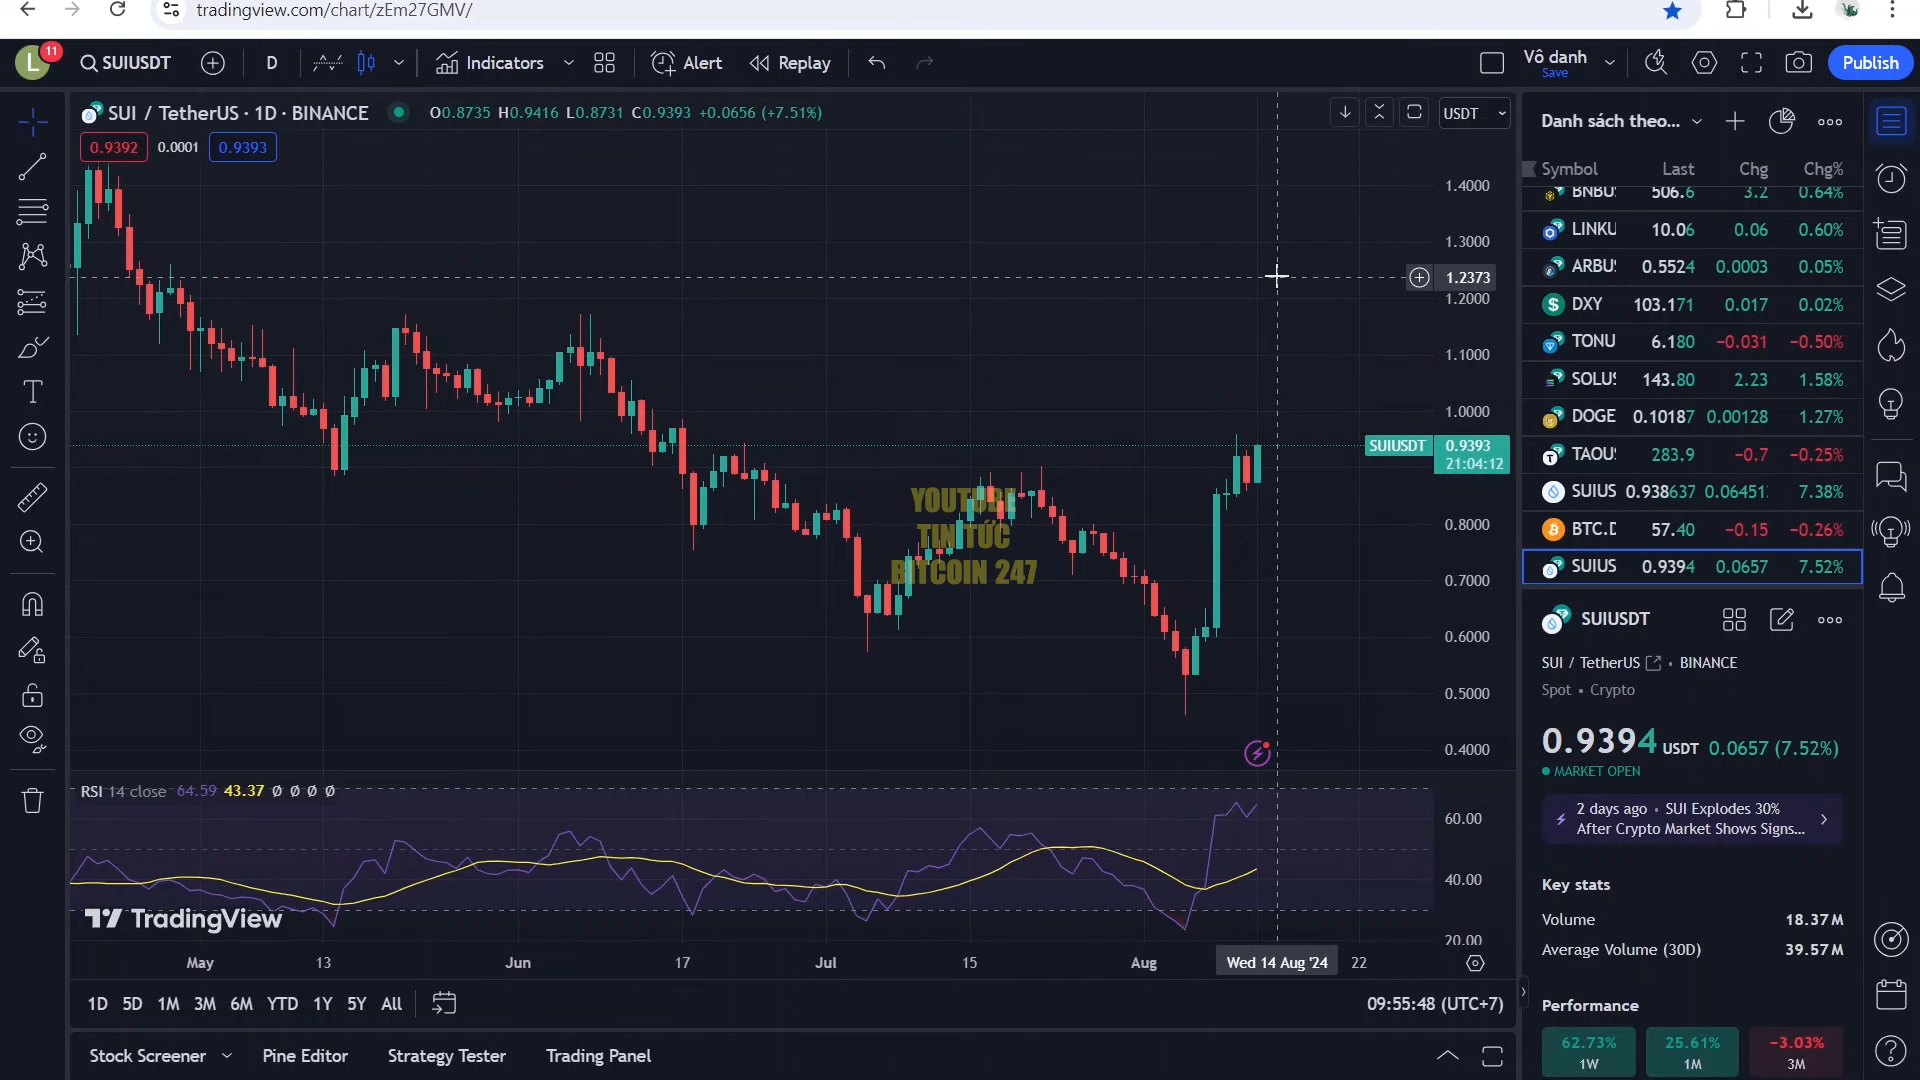 tradingview.com/chart/zEm27GMV/
L 11 SUIUSDT D Indicators Alert Replay Vô danh Save Publish
SUI / TetherUS · 1D · BINANCE O0.8735 H0.9416 L0.8731 C0.9393 +0.0656 (+7.51%) USDT
0.9392 0.0001 0.9393
1.4000
1.3000
1.2373
1.2000
1.1000
1.0000
SUIUSDT 0.9393
21:04:12
0.8000
0.7000
0.6000
0.5000
0.4000
YOUTUBE
TIN TỨC
BITCOIN 247
RSI 14 close 64.59 43.37 Ø Ø Ø Ø
60.00
40.00
20.00
TradingView
May 13 Jun 17 Jul 15 Aug Wed 14 Aug '24 22
1D 5D 1M 3M 6M YTD 1Y 5Y All 09:55:48 (UTC+7)
Stock Screener Pine Editor Strategy Tester Trading Panel
Danh sách theo...
Symbol Last Chg Chg%
BNBU 506.6 3.2 0.64%
LINKU 10.06 0.06 0.60%
ARBU 0.5524 0.0003 0.05%
DXY 103.171 0.017 0.02%
TONU 6.180 −0.031 −0.50%
SOLUS 143.80 2.23 1.58%
DOGE 0.10187 0.00128 1.27%
TAOU 283.9 −0.7 −0.25%
SUIUS 0.938637 0.06451 7.38%
BTC.D 57.40 −0.15 −0.26%
SUIUS 0.9394 0.0657 7.52%
SUIUSDT
SUI / TetherUS • BINANCE
Spot • Crypto
0.9394 USDT 0.0657 (7.52%)
MARKET OPEN
2 days ago • SUI Explodes 30%
After Crypto Market Shows Signs...
Key stats
Volume 18.37 M
Average Volume (30D) 39.57 M
Performance
62.73% 25.61% −3.03%
1W 1M 3M